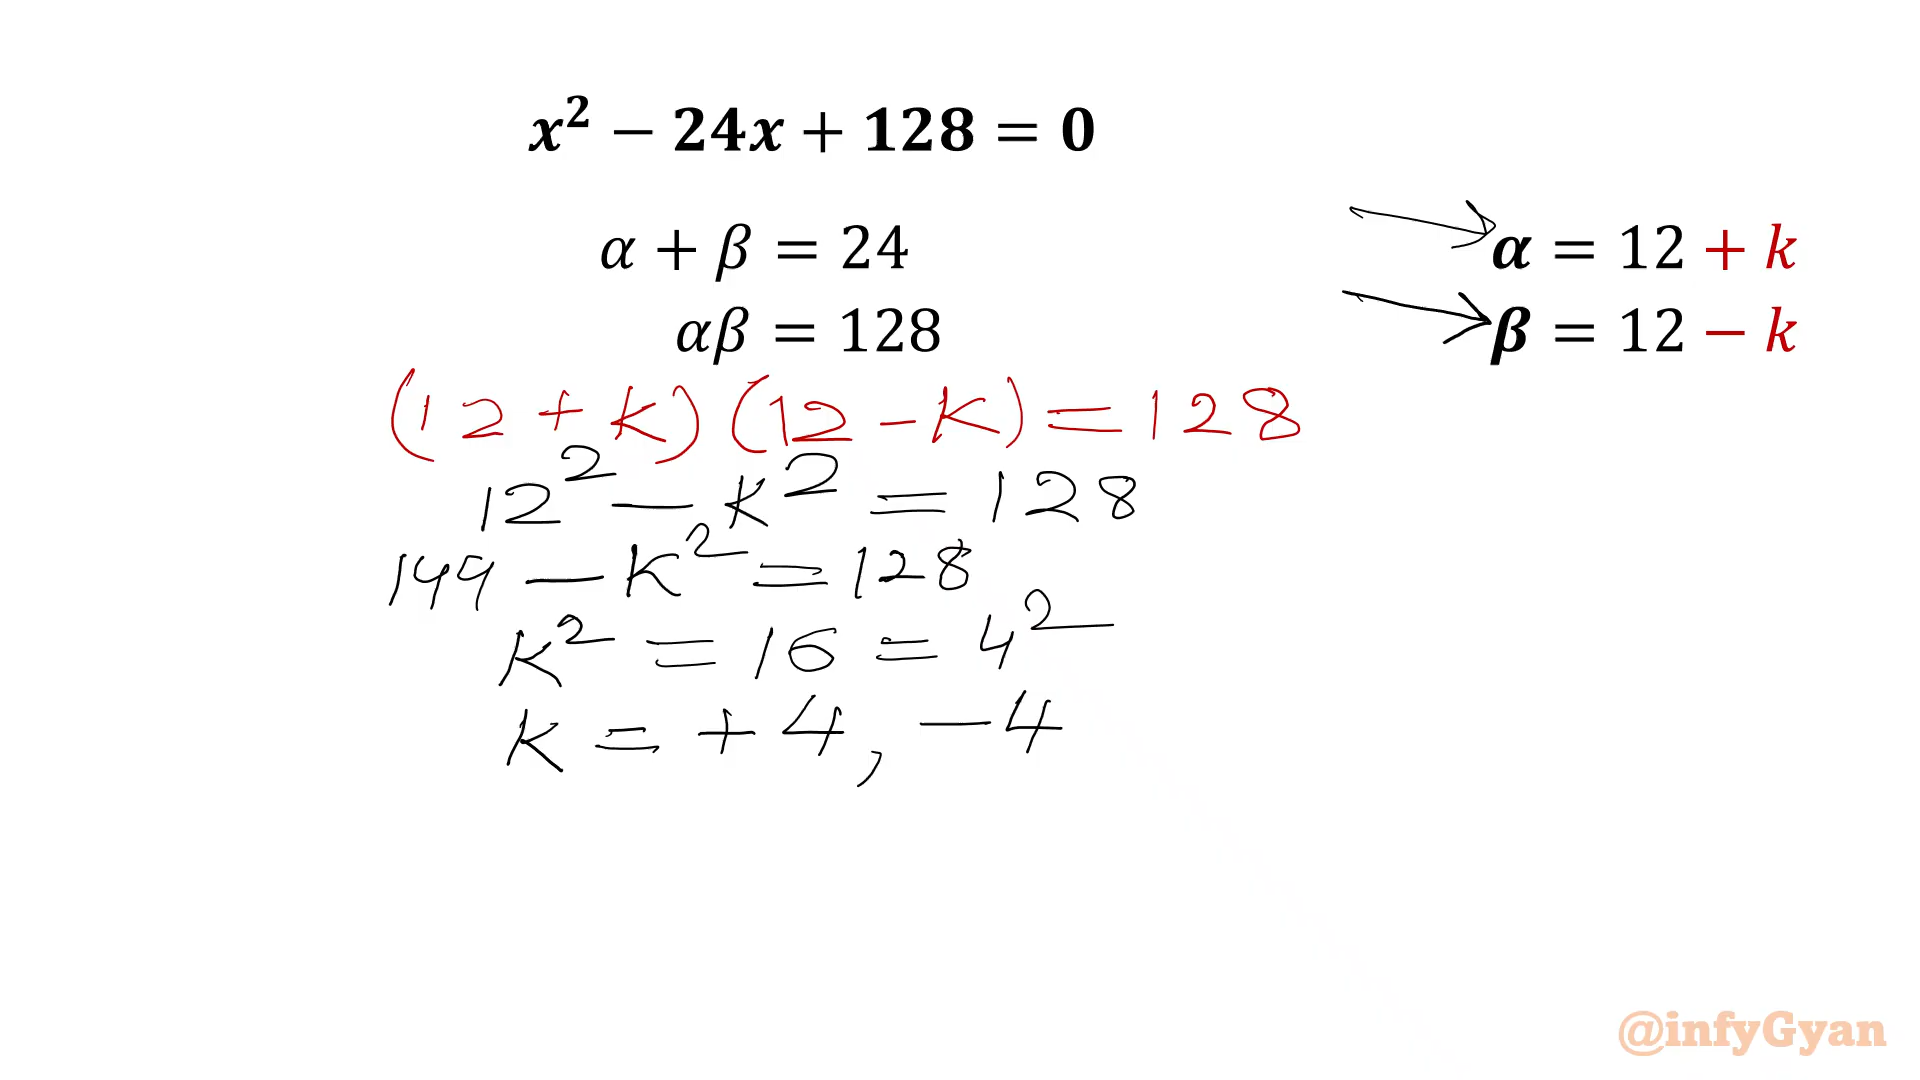 x² − 24x + 128 = 0
α + β = 24
α = 12 + k
αβ = 128
β = 12 − k
(12 + k) (12 − k) = 128
12² − k² = 128
144 − k² = 128
k² = 16 = 4²
k = + 4, − 4
@infyGyan